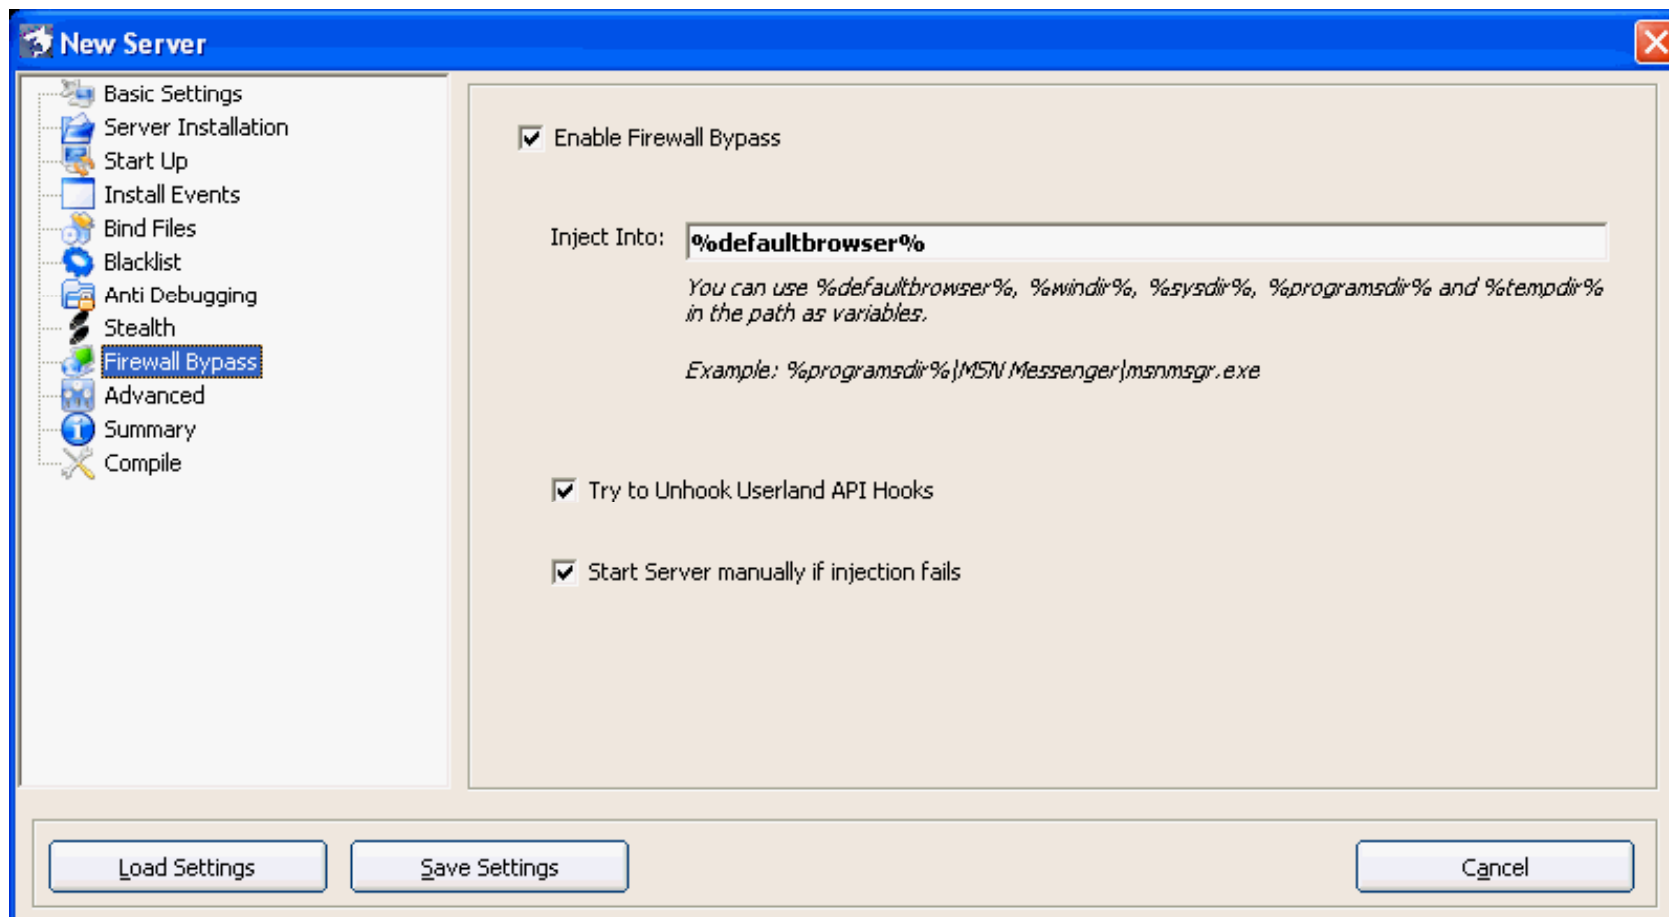 New Server
Basic Settings
Server Installation
Start Up
Install Events
Bind Files
Blacklist
Anti Debugging
Stealth
Firewall Bypass
Advanced
Summary
Compile
Enable Firewall Bypass
Inject Into: %defaultbrowser%
You can use %defaultbrowser%, %windir%, %sysdir%, %programsdir% and %tempdir%
in the path as variables.
Example: %programsdir%|MSN Messenger|msnmsgr.exe
Try to Unhook Userland API Hooks
Start Server manually if injection fails
Load Settings
Save Settings
Cancel